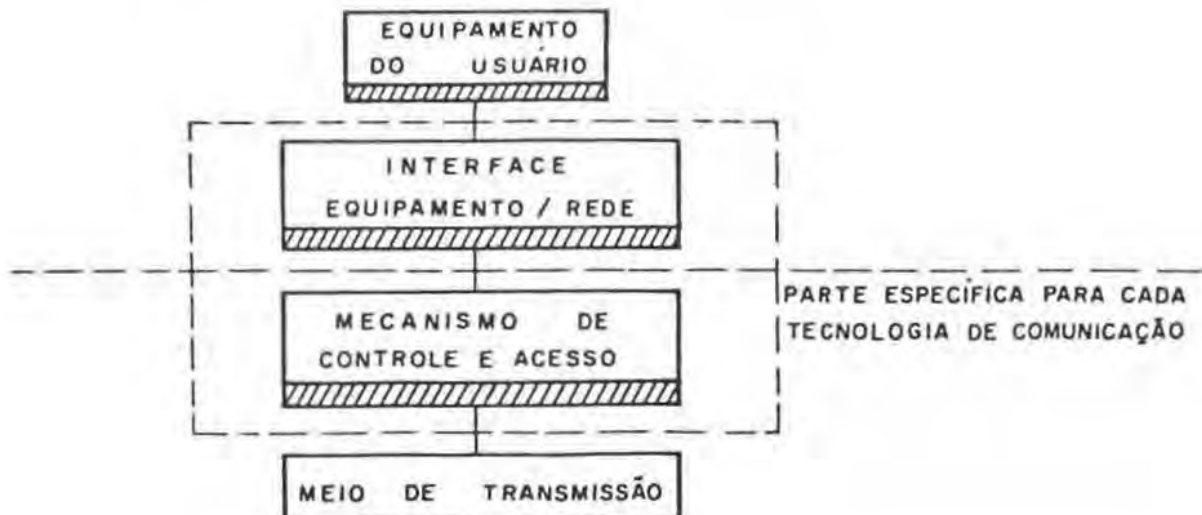 EQUIPAMENTO
DO USUÁRIO
INTERFACE
EQUIPAMENTO / REDE
MECANISMO DE
CONTROLE E ACESSO
PARTE ESPECÍFICA PARA CADA
TECNOLOGIA DE COMUNICAÇÃO
MEIO DE TRANSMISSÃO